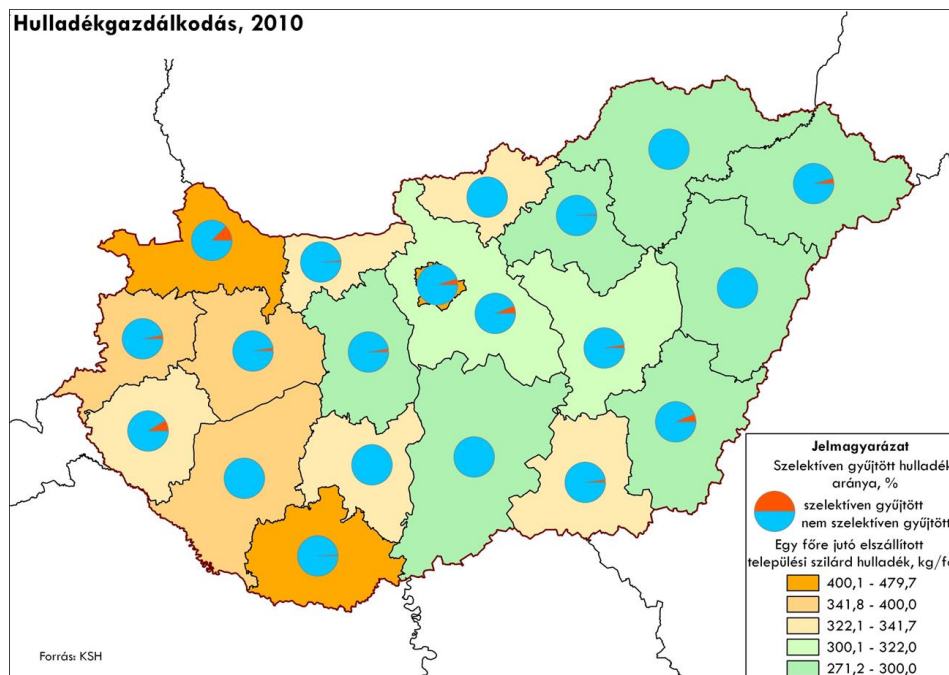 Hulladékgazdálkodás, 2010
Jelmagyarázat
Szelektíven gyűjtött hulladék
aránya, %
szelektíven gyűjtött
nem szelektíven gyűjtött
Egy főre jutó elszállított
települési szilárd hulladék, kg/fő
400,1 - 479,7
341,8 - 400,0
322,1 - 341,7
300,1 - 322,0
271,2 - 300,0
Forrás: KSH